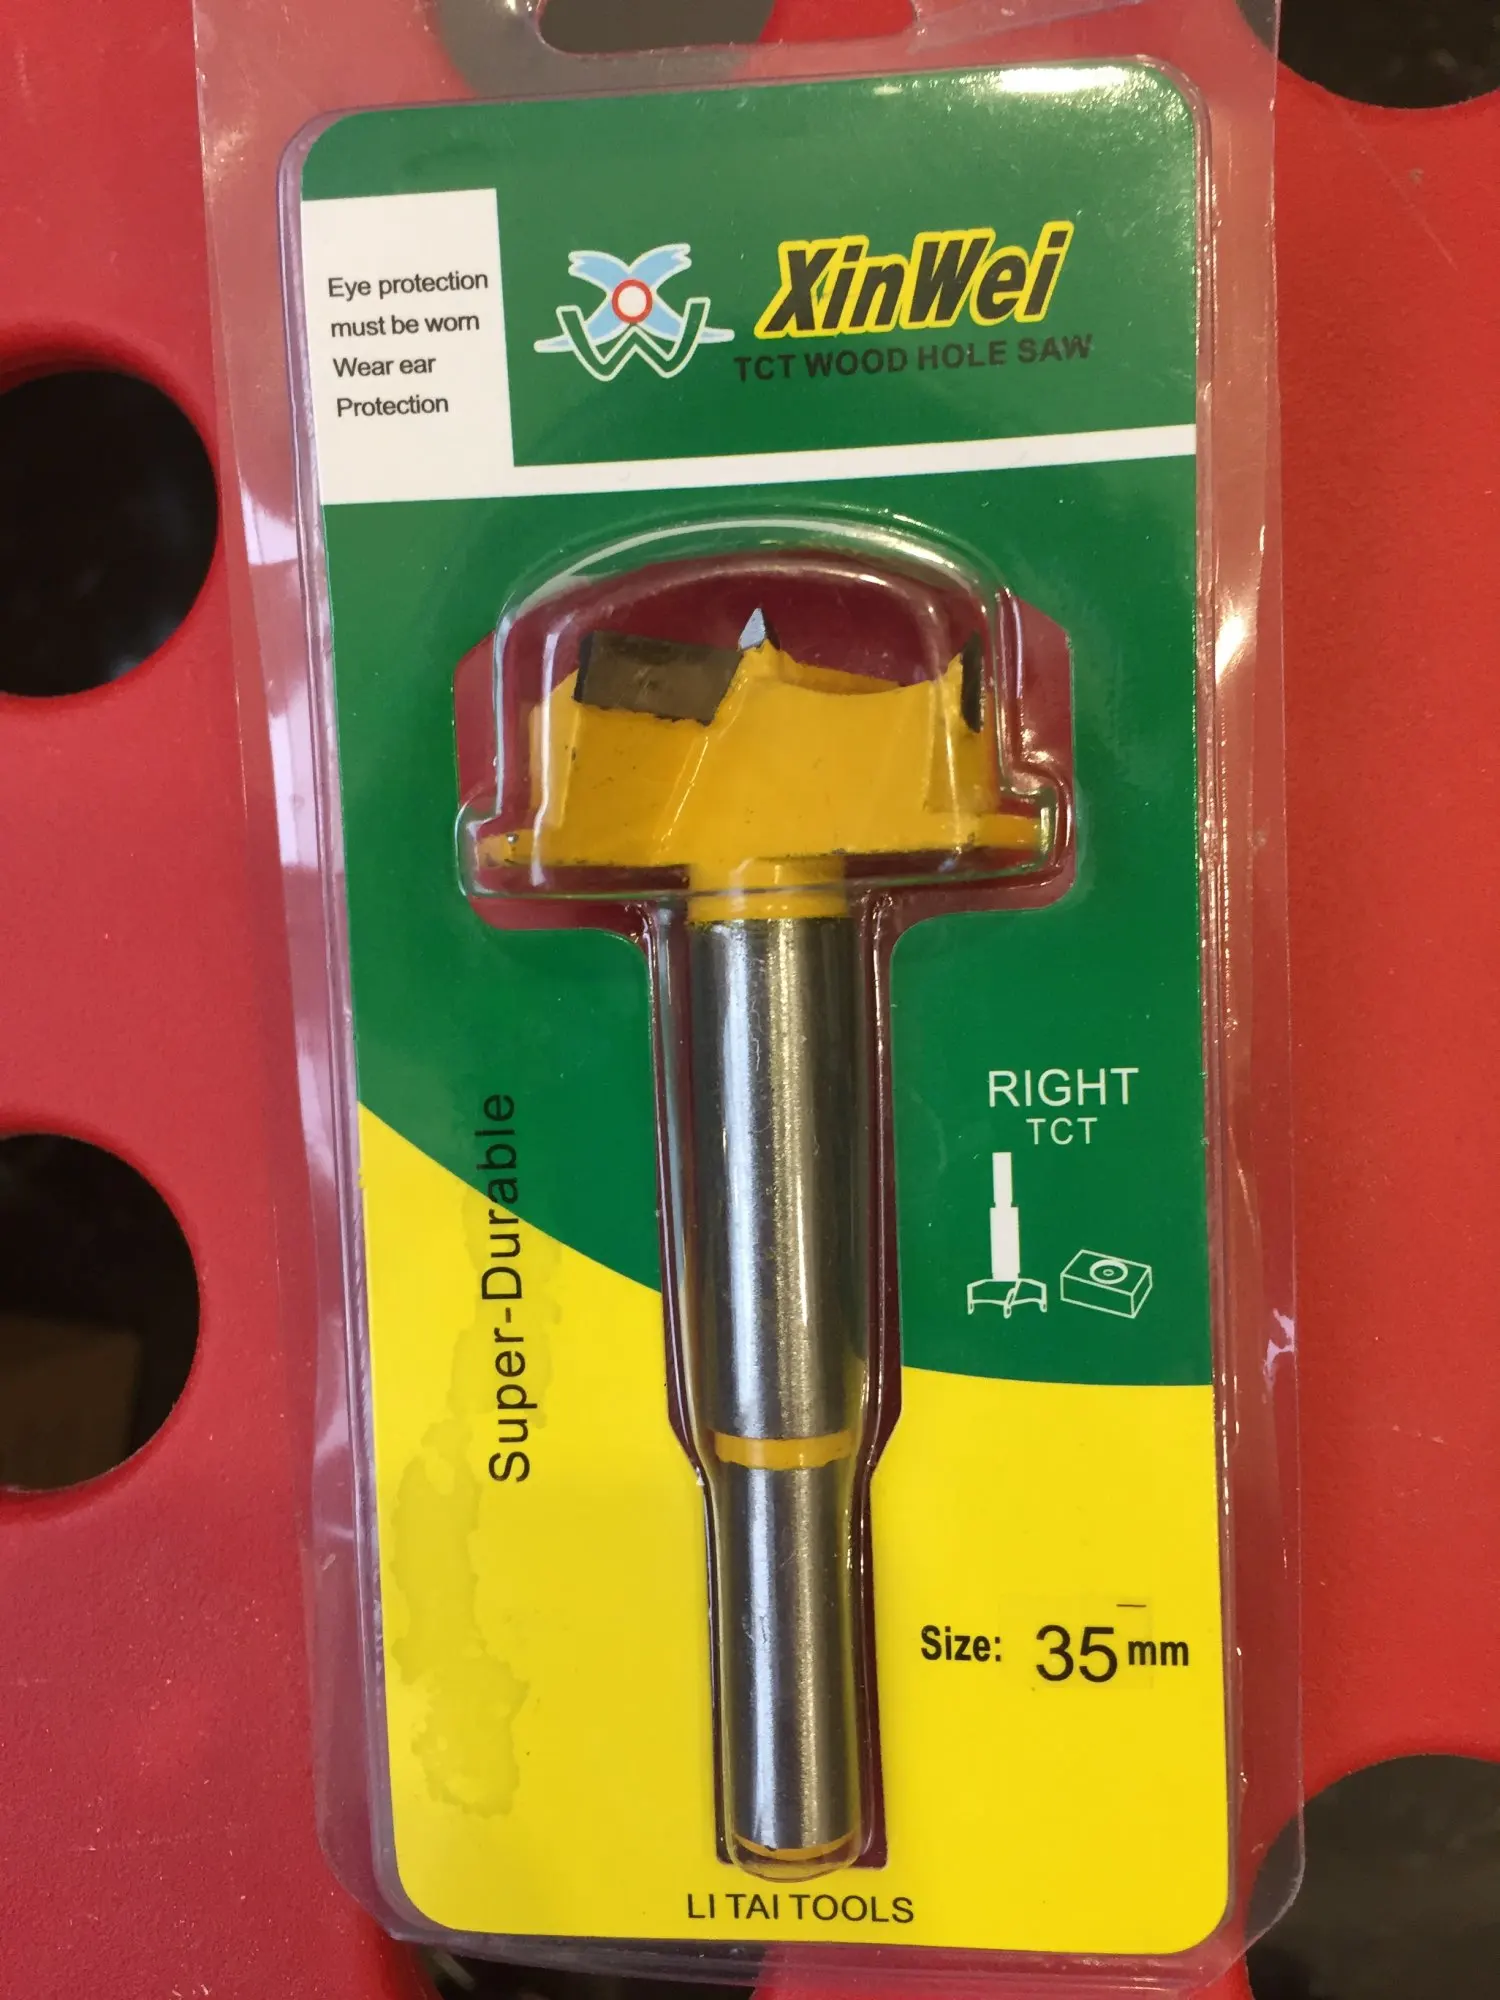 Eye protection
must be worn
Wear ear
Protection
XinWei
TCT WOOD HOLE SAW
RIGHT
TCT
Super-Durable
Size: 35mm
LI TAI TOOLS